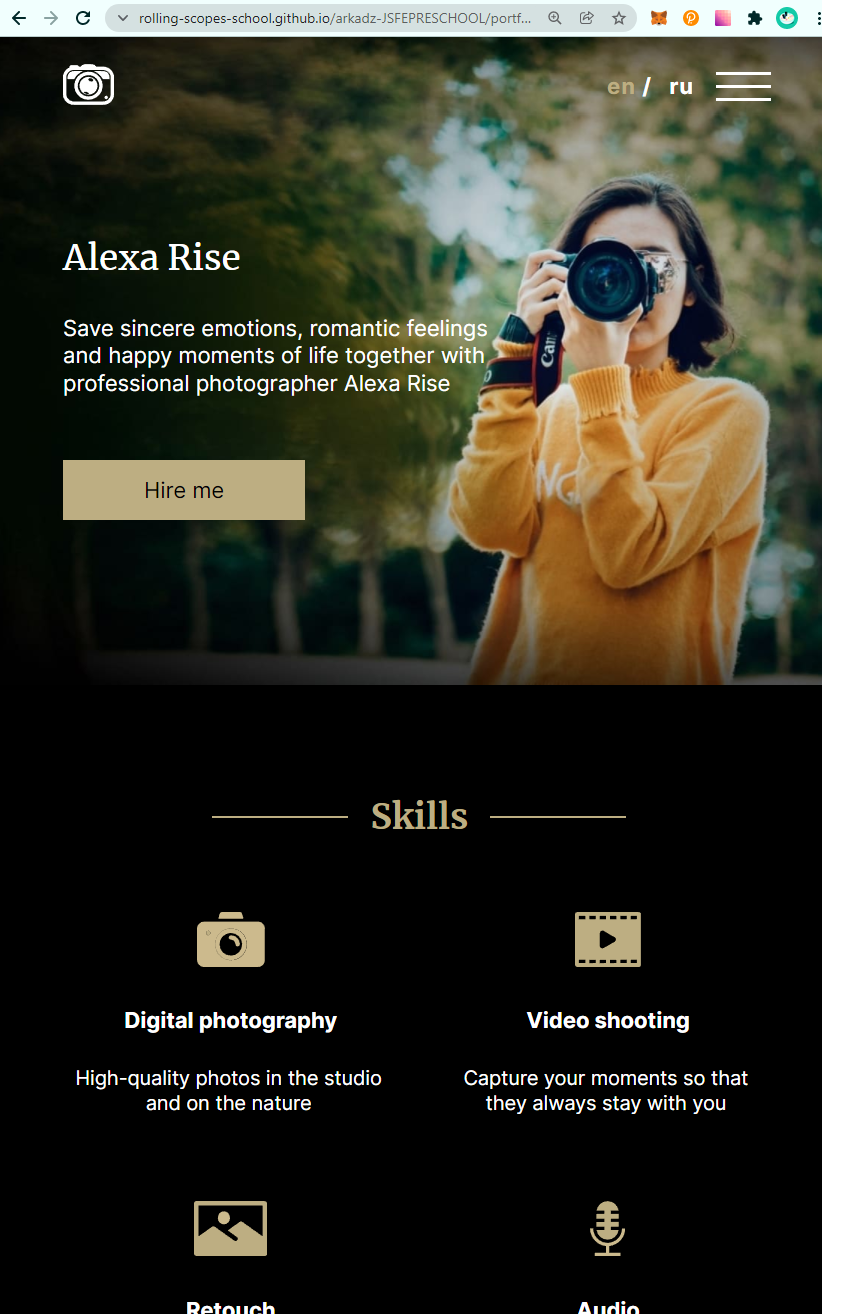 rolling-scopes-school.github.io/arkadz-JSFEPRESCHOOL/portf...
en / ru
Alexa Rise
Save sincere emotions, romantic feelings
and happy moments of life together with
professional photographer Alexa Rise
Can
Hire me
Skills
Digital photography
Video shooting
High-quality photos in the studio
and on the nature
Capture your moments so that
they always stay with you
Retouch
Audio